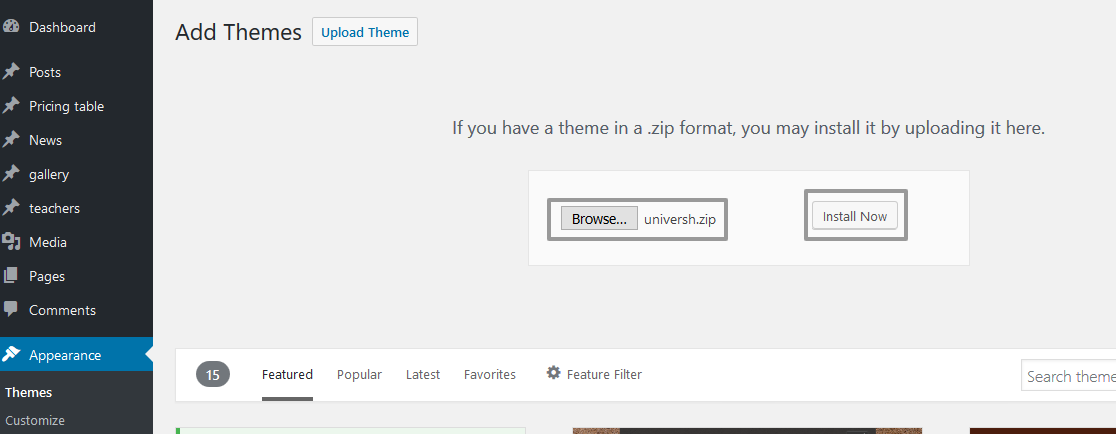 Dashboard
Posts
Pricing table
News
gallery
teachers
Media
Pages
Comments
Appearance
Themes
Customize
Add Themes
Upload Theme
If you have a theme in a .zip format, you may install it by uploading it here.
Browse... universh.zip
Install Now
15 Featured Popular Latest Favorites Feature Filter
Search theme